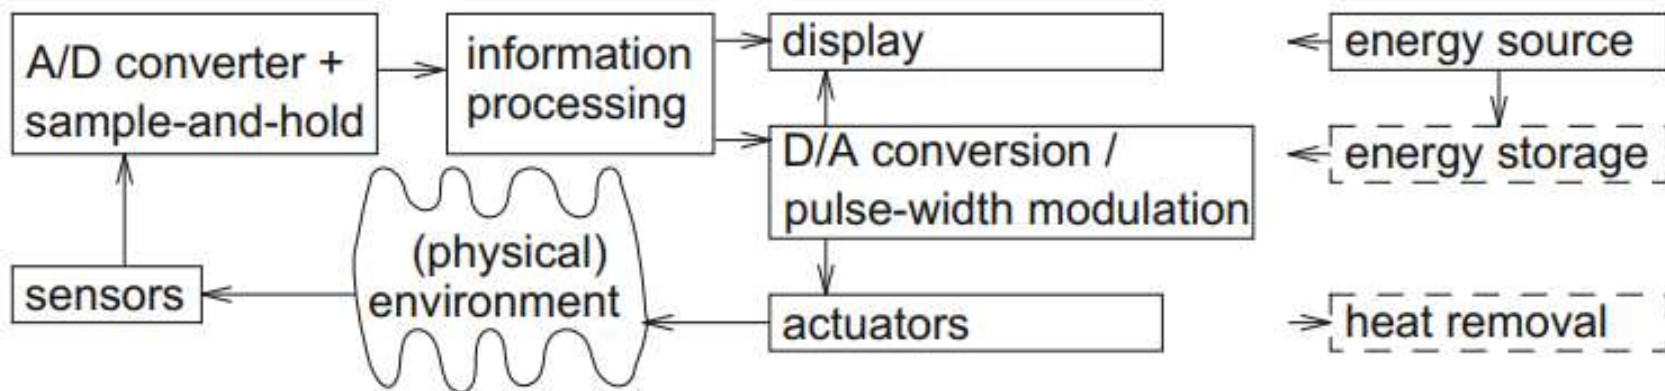 A/D converter +
sample-and-hold
information
processing
display
D/A conversion /
pulse-width modulation
(physical)
environment
sensors
actuators
energy source
energy storage
heat removal